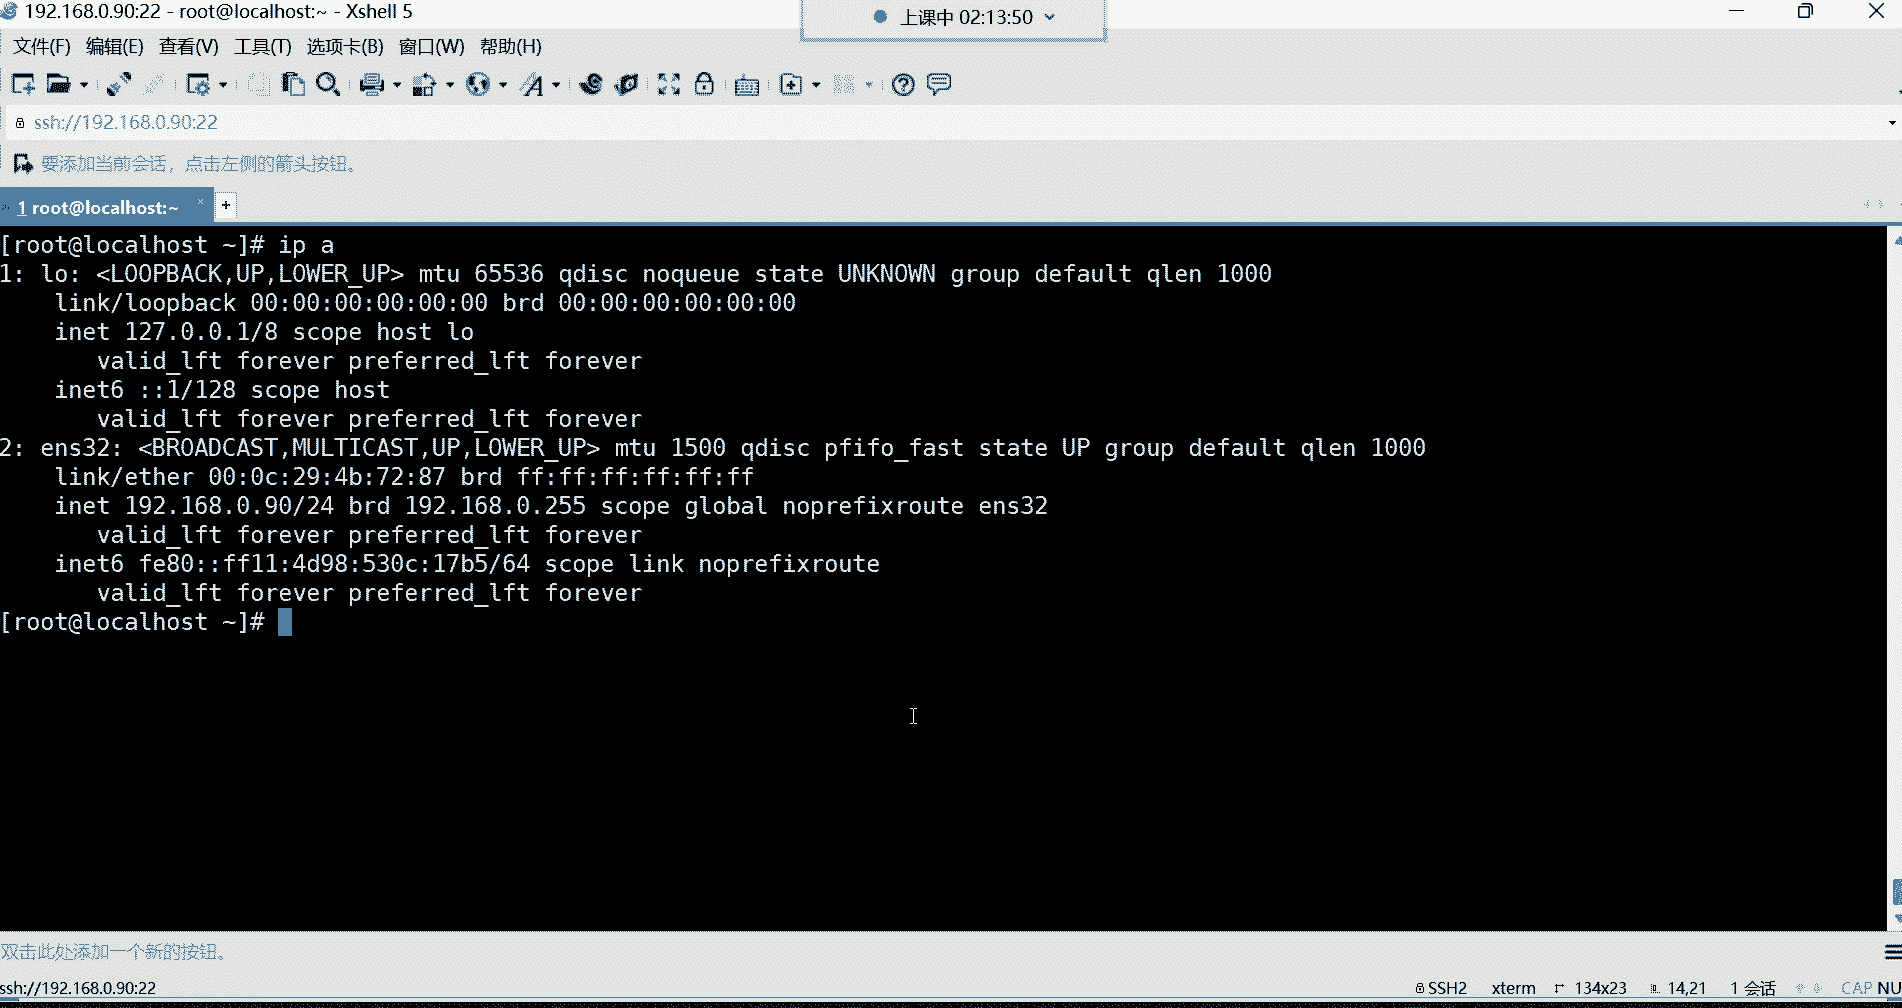 192.168.0.90:22 - root@localhost:~ - Xshell 5
上课中 02:13:50
文件(F) 编辑(E) 查看(V) 工具(T) 选项卡(B) 窗口(W) 帮助(H)
ssh://192.168.0.90:22
要添加当前会话，点击左侧的箭头按钮。
1 root@localhost:~ × +
[root@localhost ~]# ip a
1: lo: <LOOPBACK,UP,LOWER_UP> mtu 65536 qdisc noqueue state UNKNOWN group default qlen 1000
    link/loopback 00:00:00:00:00:00 brd 00:00:00:00:00:00
    inet 127.0.0.1/8 scope host lo
       valid_lft forever preferred_lft forever
    inet6 ::1/128 scope host
       valid_lft forever preferred_lft forever
2: ens32: <BROADCAST,MULTICAST,UP,LOWER_UP> mtu 1500 qdisc pfifo_fast state UP group default qlen 1000
    link/ether 00:0c:29:4b:72:87 brd ff:ff:ff:ff:ff:ff
    inet 192.168.0.90/24 brd 192.168.0.255 scope global noprefixroute ens32
       valid_lft forever preferred_lft forever
    inet6 fe80::ff11:4d98:530c:17b5/64 scope link noprefixroute
       valid_lft forever preferred_lft forever
[root@localhost ~]#
双击此处添加一个新的按钮。
ssh://192.168.0.90:22 SSH2 xterm 134x23 14,21 1 会话 CAP NU